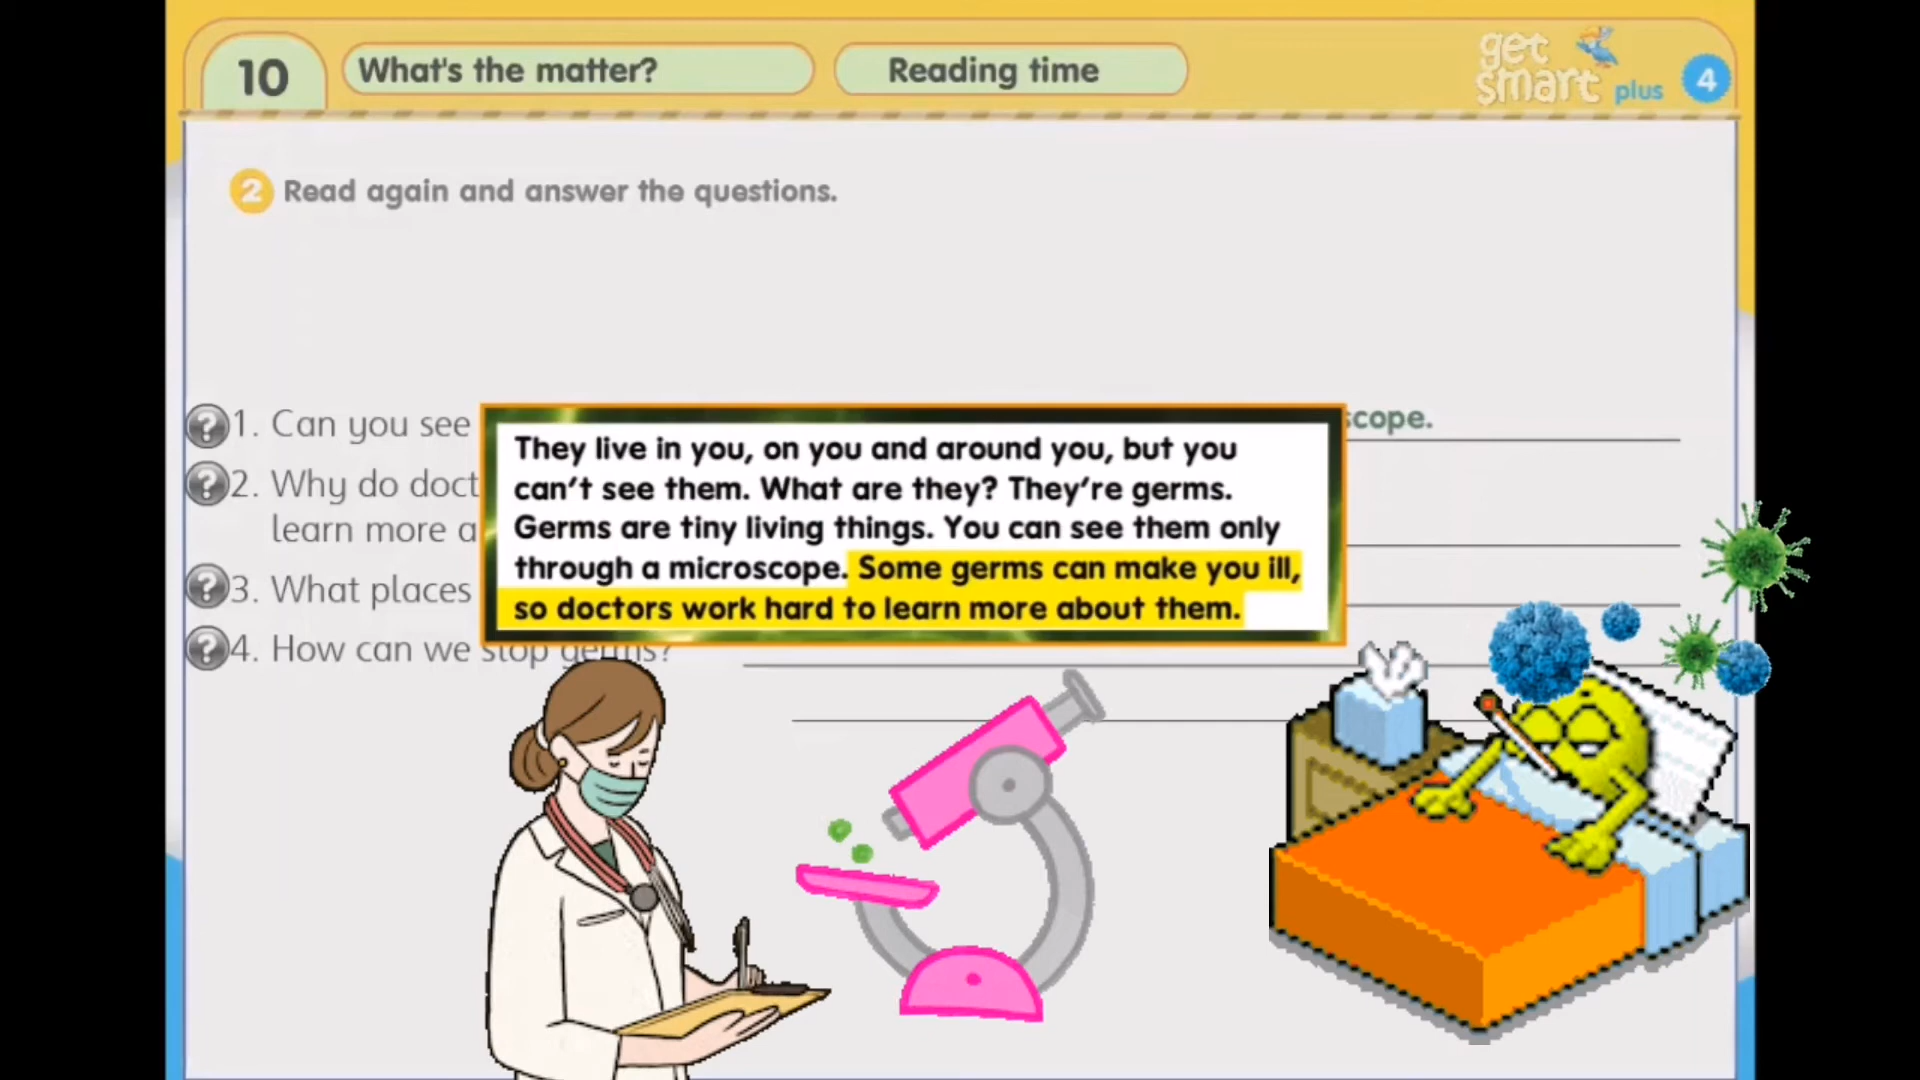 10
What's the matter?
Reading time
get
smart plus 4
2 Read again and answer the questions.
?1. Can you see
scope.
?2. Why do doct
learn more a
?3. What places
?4. How can we stop germs?
They live in you, on you and around you, but you
can't see them. What are they? They're germs.
Germs are tiny living things. You can see them only
through a microscope. Some germs can make you ill,
so doctors work hard to learn more about them.